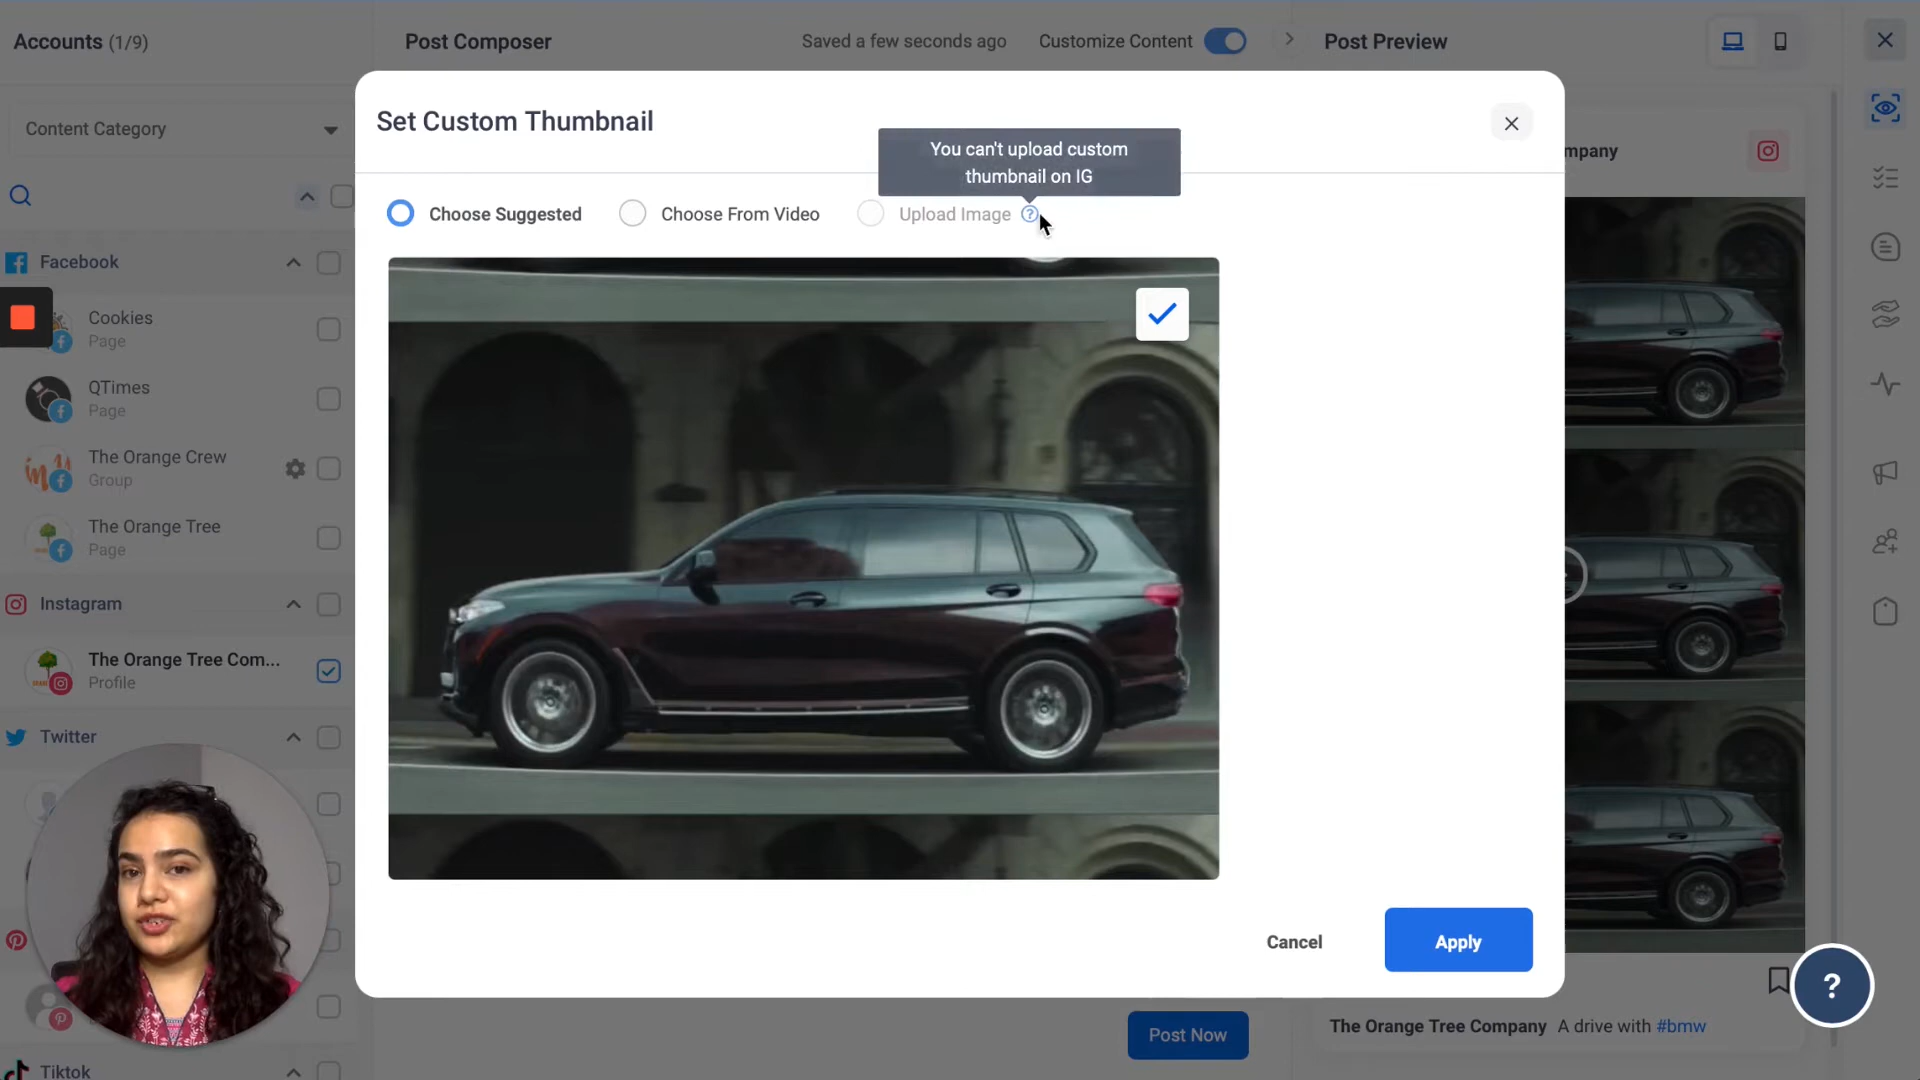 Accounts (1/9)
Post Composer
Saved a few seconds ago
Customize Content
Post Preview
Content Category
Facebook
Cookies
Page
QTimes
Page
The Orange Crew
Group
The Orange Tree
Page
Instagram
The Orange Tree Com...
Profile
Twitter
Tiktok
Set Custom Thumbnail
You can't upload custom
thumbnail on IG
Choose Suggested
Choose From Video
Upload Image ?
Cancel
Apply
Post Now
mpany
The Orange Tree Company A drive with #bmw
?